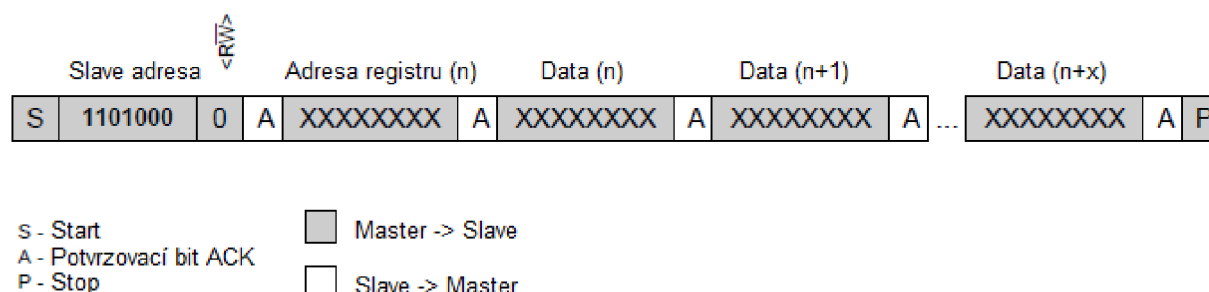 <RW>
Slave adresa Adresa registru (n) Data (n) Data (n+1) Data (n+x)
S 1101000 0 A XXXXXXXX A XXXXXXXX A XXXXXXXX A ... XXXXXXXX A P
S - Start
A - Potvrzovací bit ACK
P - Stop
Master -> Slave
Slave -> Master